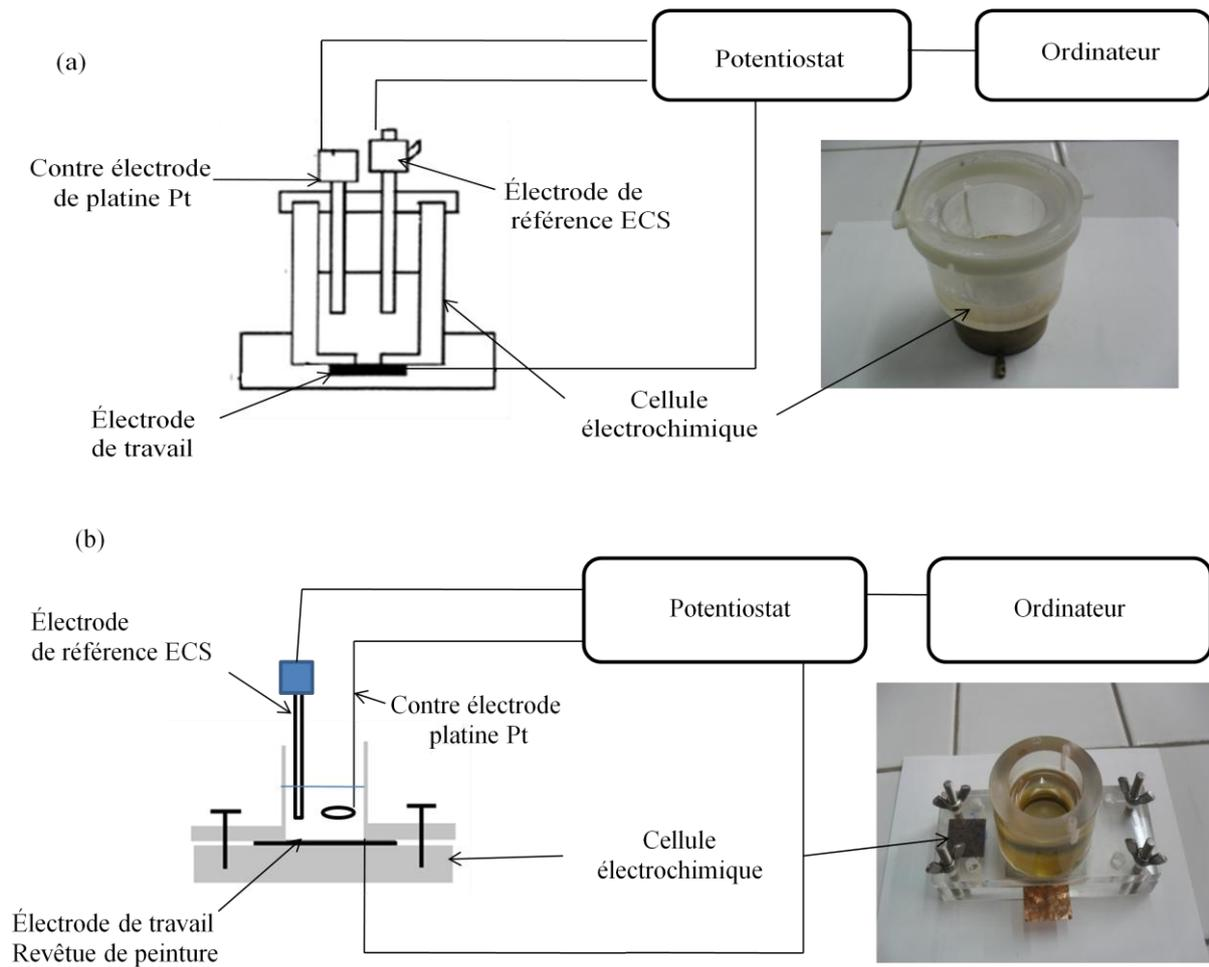 (a)
Potentiostat
Ordinateur
Contre électrode
de platine Pt
Électrode de
référence ECS
Électrode
de travail
Cellule
électrochimique
(b)
Potentiostat
Ordinateur
Électrode
de référence ECS
Contre électrode
platine Pt
Cellule
électrochimique
Électrode de travail
Revêtue de peinture